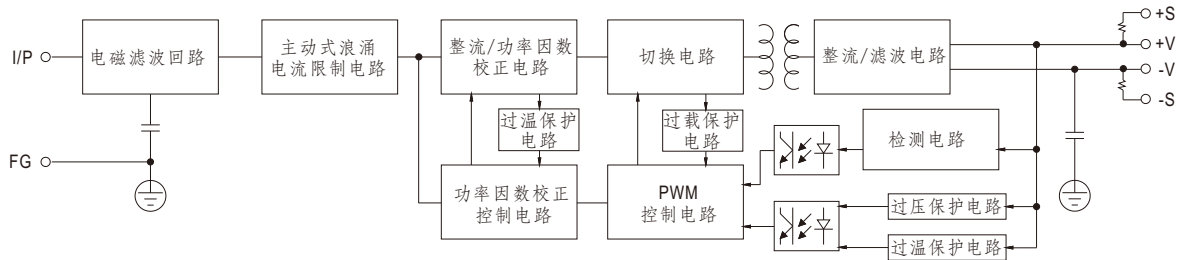 +S
I/P
电磁滤波回路
主动式浪涌
电流限制电路
整流/功率因数
校正电路
切换电路
整流/滤波电路
+V
-V
-S
过温保护
电路
过载保护
电路
检测电路
FG
功率因数校正
控制电路
PWM
控制电路
过压保护电路
过温保护电路